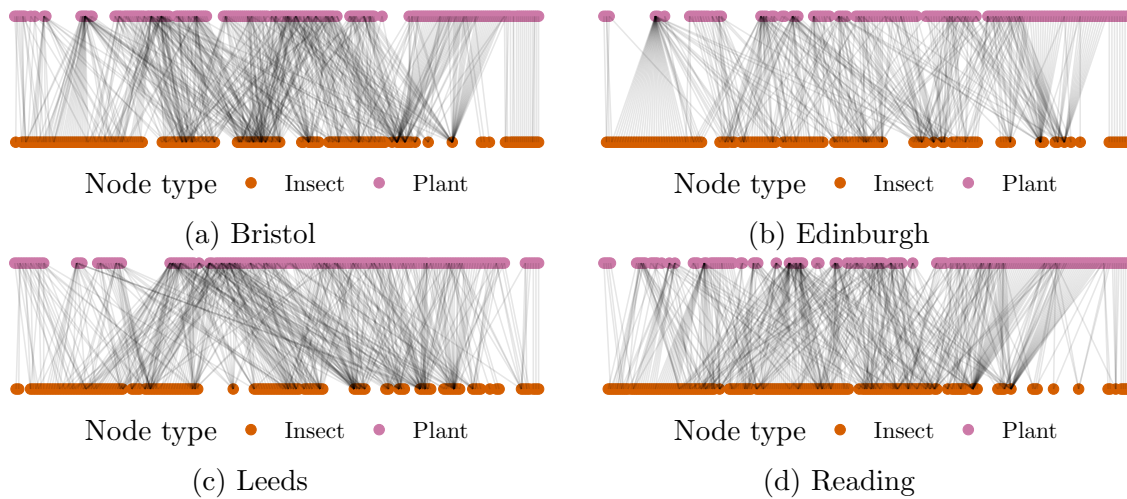 Node type Insect Plant
(a) Bristol
Node type Insect Plant
(b) Edinburgh
Node type Insect Plant
(c) Leeds
Node type Insect Plant
(d) Reading